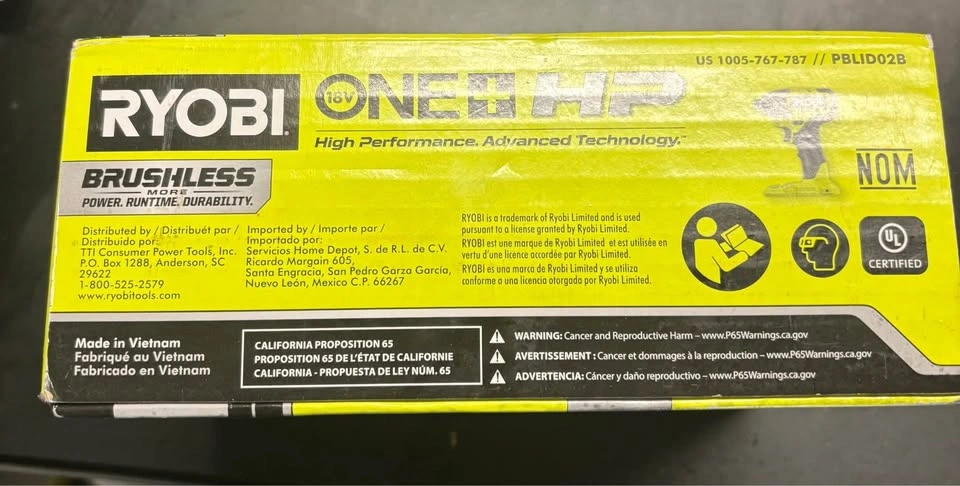 US 1005-767-787 // PBLID02B
RYOBI
18V ONE+ HP
High Performance. Advanced Technology.™
BRUSHLESS
MORE
POWER. RUNTIME. DURABILITY.
NOM
Distributed by / Distribuét par /
Distribuido por:
TTI Consumer Power Tools, Inc.
P.O. Box 1288, Anderson, SC
29622
1-800-525-2579
www.ryobitools.com
Imported by / Importe par /
Importado por:
Servicios Home Depot, S. de R.L. de C.V.
Ricardo Margain 605,
Santa Engracia, San Pedro Garza García,
Nuevo León, Mexico C.P. 66267
RYOBI is a trademark of Ryobi Limited and is used
pursuant to a license granted by Ryobi Limited.
RYOBI est une marque de Ryobi Limited et est utilisée en
vertu d'une licence accordée par Ryobi Limited.
RYOBI es una marca de Ryobi Limited y se utiliza
conforme a una licencia otorgada por Ryobi Limited.
UL
CERTIFIED
Made in Vietnam
Fabriqué au Vietnam
Fabricado en Vietnam
CALIFORNIA PROPOSITION 65
PROPOSITION 65 DE L'ÉTAT DE CALIFORNIE
CALIFORNIA - PROPUESTA DE LEY NÚM. 65
WARNING: Cancer and Reproductive Harm – www.P65Warnings.ca.gov
AVERTISSEMENT : Cancer et dommages à la reproduction – www.P65Warnings.ca.gov
ADVERTENCIA: Cáncer y daño reproductivo – www.P65Warnings.ca.gov